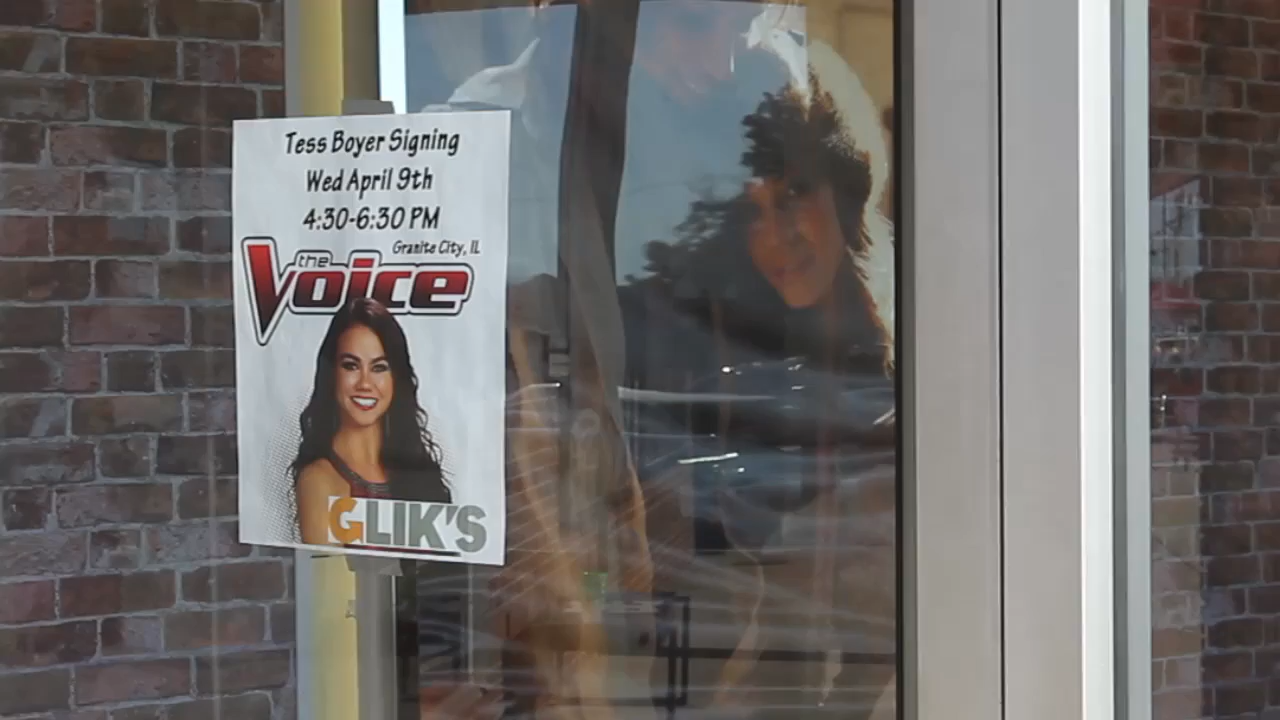 Tess Boyer Signing
Wed April 9th
4:30-6:30 PM
Granite City, IL
the
Voice
GLIK'S